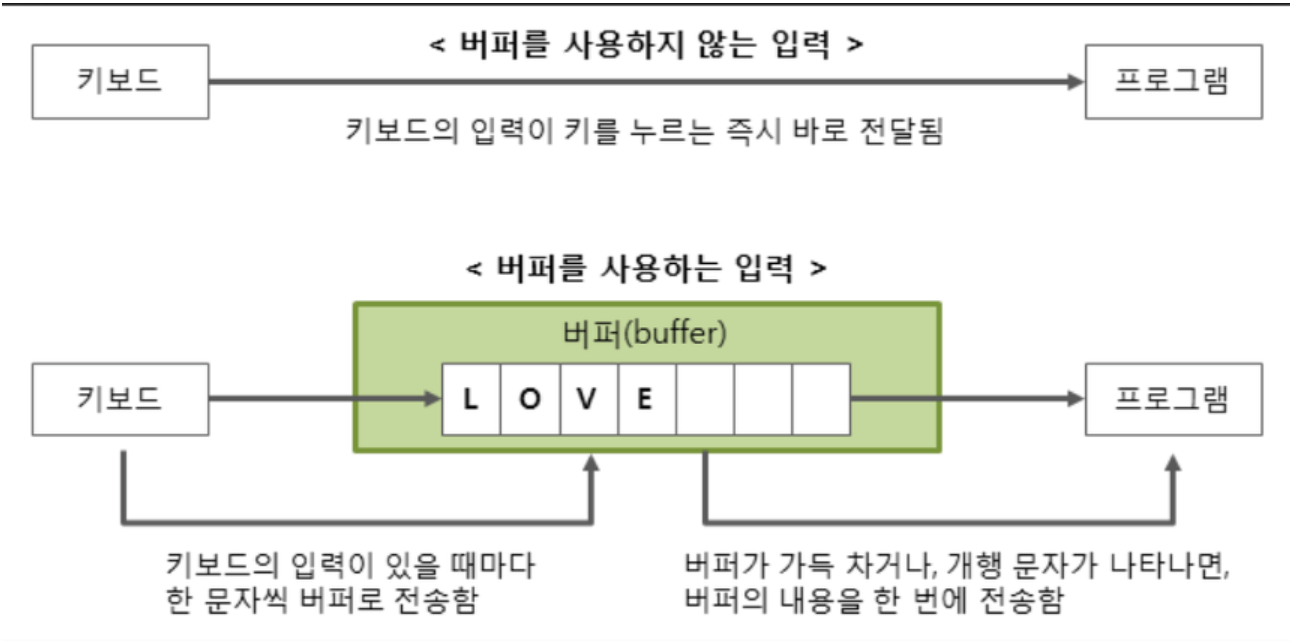 < 버퍼를 사용하지 않는 입력 >
키보드
프로그램
키보드의 입력이 키를 누르는 즉시 바로 전달됨
< 버퍼를 사용하는 입력 >
버퍼(buffer)
키보드
L O V E
프로그램
키보드의 입력이 있을 때마다
한 문자씩 버퍼로 전송함
버퍼가 가득 차거나, 개행 문자가 나타나면,
버퍼의 내용을 한 번에 전송함